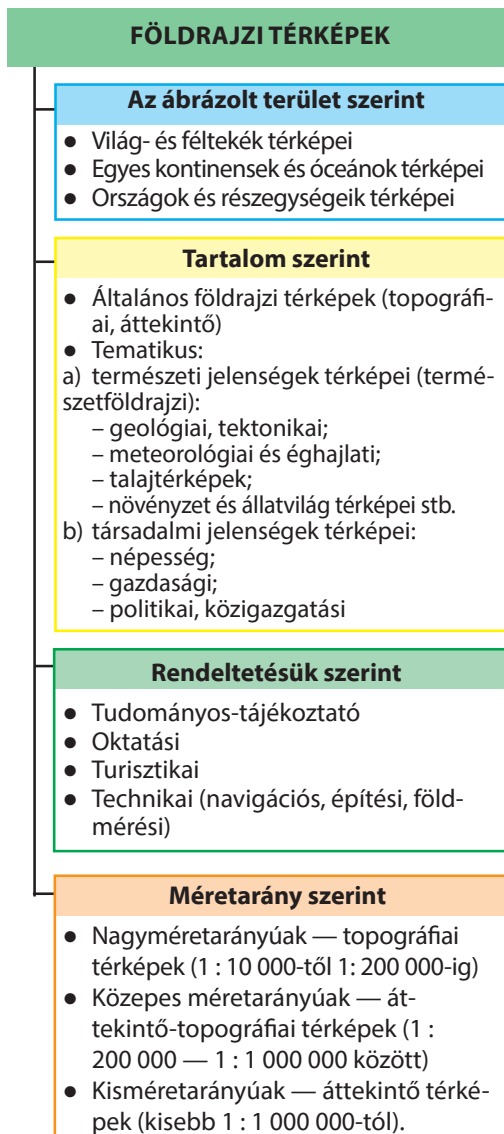 FÖLDRAJZI TÉRKÉPEK
Az ábrázolt terület szerint
● Világ- és féltekék térképei
● Egyes kontinensek és óceánok térképei
● Országok és részegységeik térképei
Tartalom szerint
● Általános földrajzi térképek (topográfi-
ai, áttekintő)
● Tematikus:
a) természeti jelenségek térképei (termé-
szetföldrajzi):
– geológiai, tektonikai;
– meteorológiai és éghajlati;
– talajtérképek;
– növényzet és állatvilág térképei stb.
b) társadalmi jelenségek térképei:
– népesség;
– gazdasági;
– politikai, közigazgatási
Rendeltetésük szerint
● Tudományos-tájékoztató
● Oktatási
● Turisztikai
● Technikai (navigációs, építési, föld-
mérési)
Méretarány szerint
● Nagyméretarányúak — topográfiai
térképek (1 : 10 000-től 1: 200 000-ig)
● Közepes méretarányúak — át-
tekintő-topográfiai térképek (1 :
200 000 — 1 : 1 000 000 között)
● Kisméretarányúak — áttekintő térké-
pek (kisebb 1 : 1 000 000-tól).